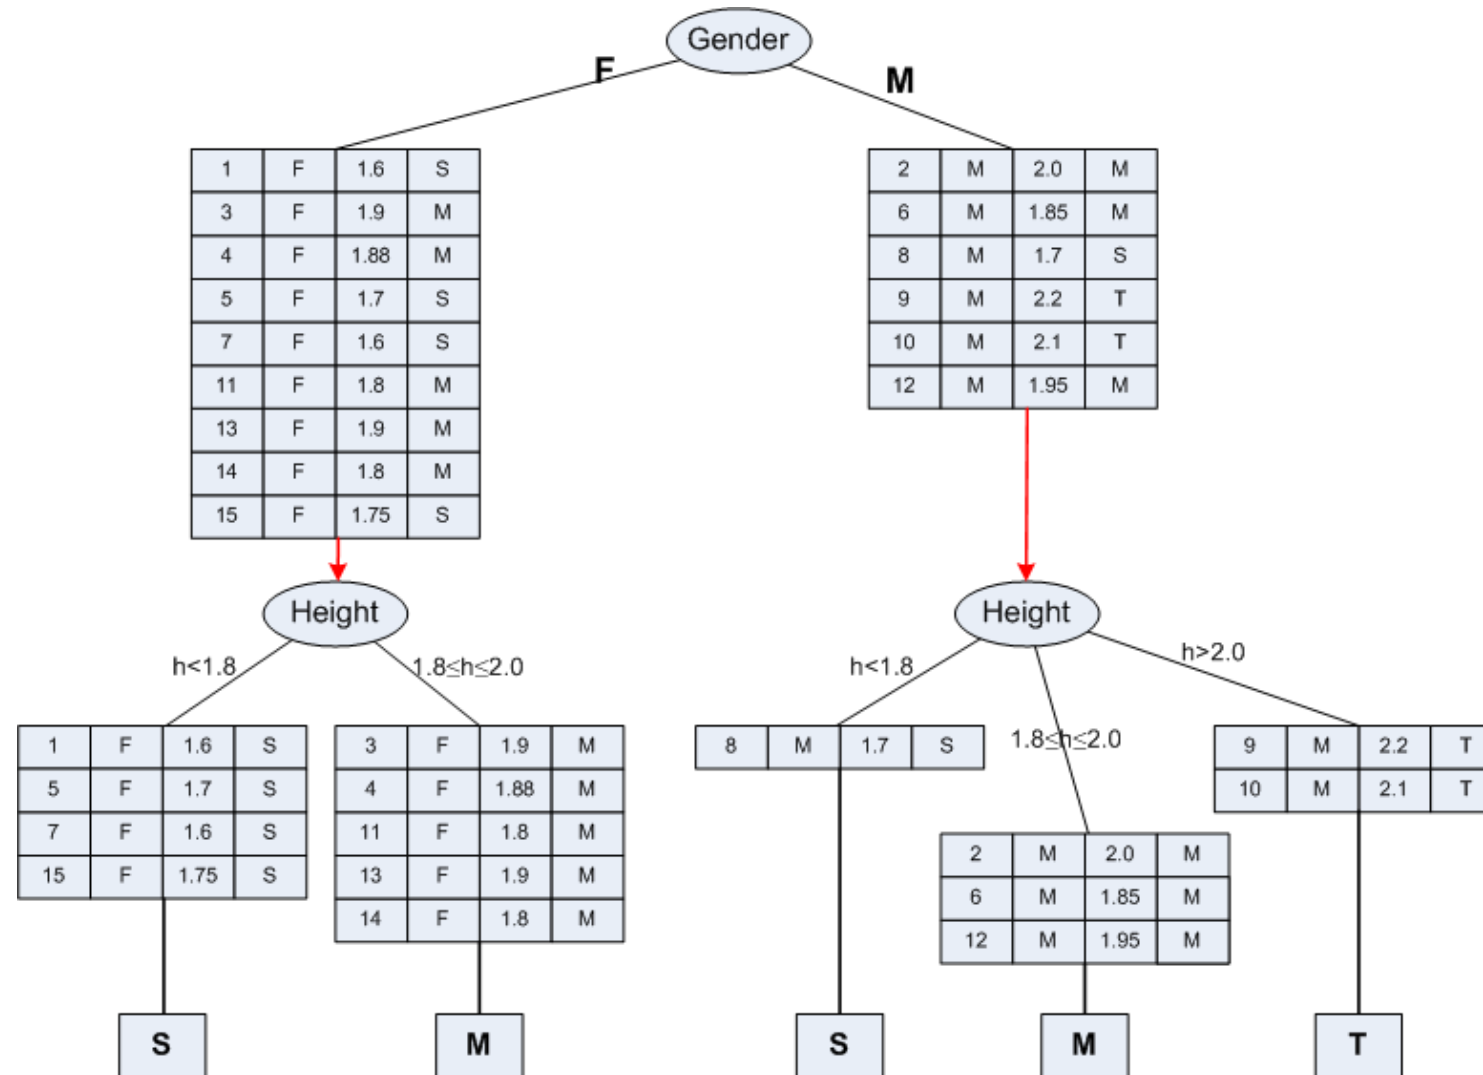 Gender
F
M
1 F 1.6 S
3 F 1.9 M
4 F 1.88 M
5 F 1.7 S
7 F 1.6 S
11 F 1.8 M
13 F 1.9 M
14 F 1.8 M
15 F 1.75 S
2 M 2.0 M
6 M 1.85 M
8 M 1.7 S
9 M 2.2 T
10 M 2.1 T
12 M 1.95 M
Height
h<1.8
1.8≤h≤2.0
1 F 1.6 S
5 F 1.7 S
7 F 1.6 S
15 F 1.75 S
3 F 1.9 M
4 F 1.88 M
11 F 1.8 M
13 F 1.9 M
14 F 1.8 M
S
M
Height
h<1.8
1.8≤h≤2.0
h>2.0
8 M 1.7 S
2 M 2.0 M
6 M 1.85 M
12 M 1.95 M
9 M 2.2 T
10 M 2.1 T
S
M
T